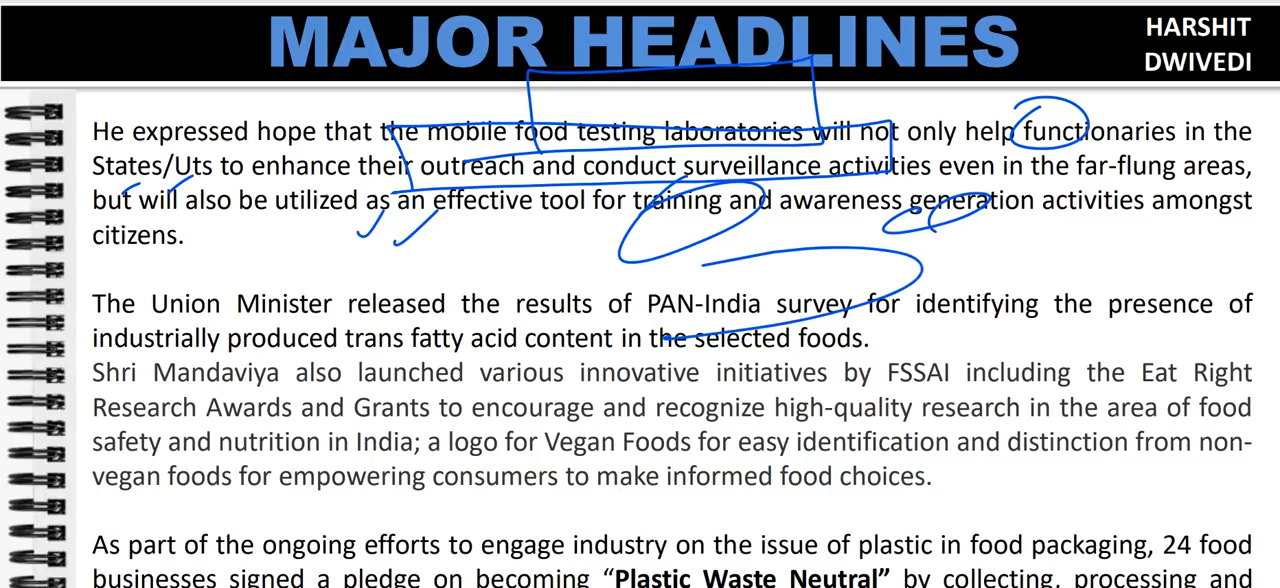 MAJOR HEADLINES
HARSHIT
DWIVEDI
He expressed hope that the mobile food testing laboratories will not only help functionaries in the
States/Uts to enhance their outreach and conduct surveillance activities even in the far-flung areas,
but will also be utilized as an effective tool for training and awareness generation activities amongst
citizens.
The Union Minister released the results of PAN-India survey for identifying the presence of
industrially produced trans fatty acid content in the selected foods.
Shri Mandaviya also launched various innovative initiatives by FSSAI including the Eat Right
Research Awards and Grants to encourage and recognize high-quality research in the area of food
safety and nutrition in India; a logo for Vegan Foods for easy identification and distinction from non-
vegan foods for empowering consumers to make informed food choices.
As part of the ongoing efforts to engage industry on the issue of plastic in food packaging, 24 food
businesses signed a pledge on becoming “Plastic Waste Neutral” by collecting, processing and